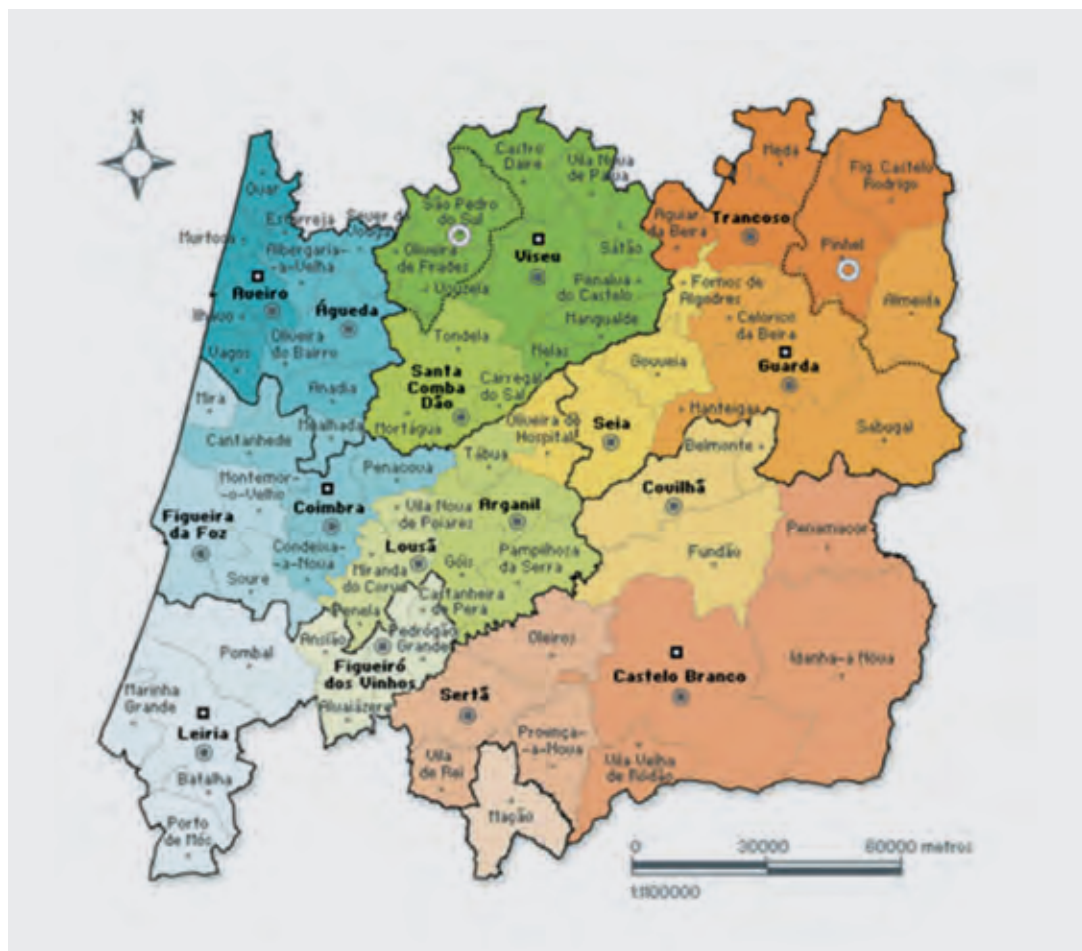 N
Ovar
Murtosa
Estarreja
Sever do
Vouga
Albergaria-
-a-Velha
Aveiro
Águeda
Ílhavo
Oliveira
do Bairro
Vagos
Anadia
Mira
Mealhada
Cantanhede
Castro
Daire
Vila Nova
de Paiva
São Pedro
do Sul
Oliveira
de Frades
Viseu
Sátão
Vouzela
Penalva
do Castelo
Mangualde
Tondela
Nelas
Santa
Comba
Dão
Carregal
do Sal
Mortágua
Meda
Fig. Castelo
Rodrigo
Aguiar
da Beira
Trancoso
Pinhel
Fornos de
Algodres
Almeida
Celorico
da Beira
Gouveia
Guarda
Manteigas
Seia
Sabugal
Oliveira do
Hospital
Belmonte
Tábua
Penacova
Montemor-
-o-Velho
Coimbra
Vila Nova
de Poiares
Arganil
Covilhã
Figueira
da Foz
Condeixa-
-a-Nova
Lousã
Penamacor
Fundão
Miranda
do Corvo
Góis
Pampilhosa
da Serra
Soure
Castanheira
de Pera
Penela
Ansião
Pedrógão
Grande
Pombal
Oleiros
Idanha-a Nova
Figueiró
dos Vinhos
Castelo Branco
Marinha
Grande
Sertã
Alvaiázere
Leiria
Proença-
-a-Nova
Batalha
Vila
de Rei
Vila Velha
de Ródão
Porto
de Mós
Mação
0 30000 60000 metros
1:1100000